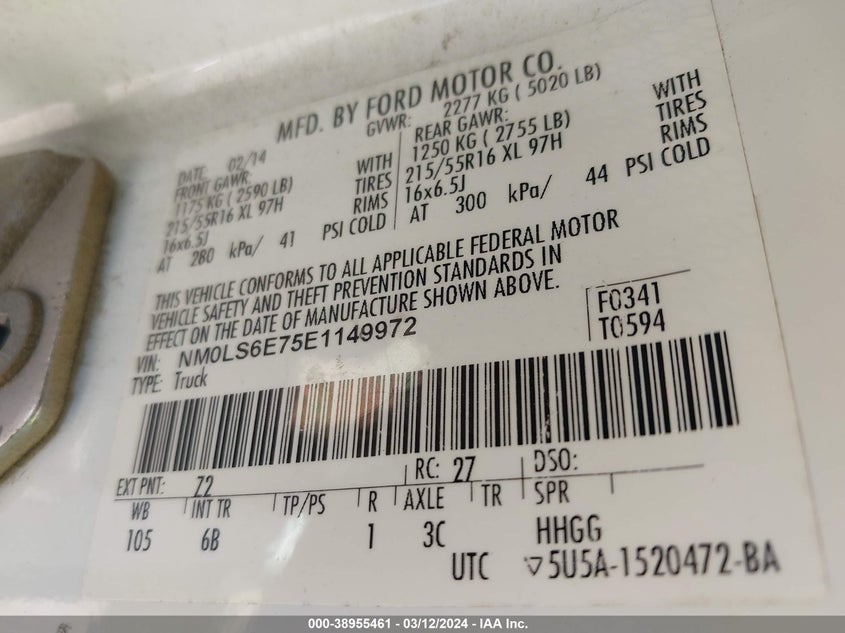 MFD. BY FORD MOTOR CO.
DATE: 02/14
GVWR: 2277 KG ( 5020 LB)
FRONT GAWR:
1175 KG ( 2590 LB) WITH
215/55R16 XL 97H TIRES
16x6.5J RIMS
AT 280 kPa/ 41 PSI COLD
REAR GAWR:
1250 KG ( 2755 LB) WITH
215/55R16 XL 97H TIRES
16x6.5J RIMS
AT 300 kPa/ 44 PSI COLD
THIS VEHICLE CONFORMS TO ALL APPLICABLE FEDERAL MOTOR
VEHICLE SAFETY AND THEFT PREVENTION STANDARDS IN
EFFECT ON THE DATE OF MANUFACTURE SHOWN ABOVE.
VIN: NM0LS6E75E1149972
TYPE: Truck
F0341
T0594
EXT PNT: Z2 RC: 27 DSO:
WB INT TR TP/PS R AXLE TR SPR
105 6B 1 3C HHGG
UTC ▽5U5A-1520472-BA
000-38955461 - 03/12/2024 - IAA Inc.